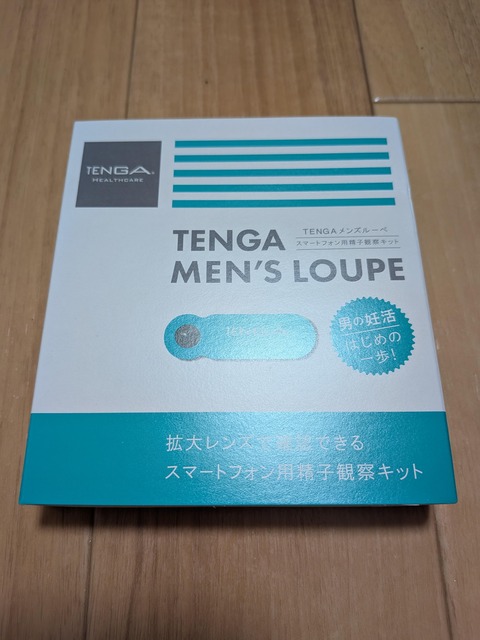 TENGA
HEALTHCARE
TENGAメンズルーペ
スマートフォン用精子観察キット
TENGA
MEN'S LOUPE
男の妊活
はじめの
一歩!
拡大レンズで できる
スマートフォン用精子観察キット